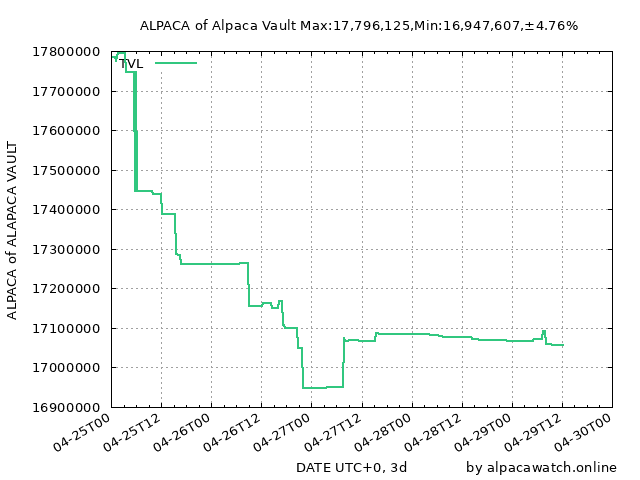 ALPACA of Alpaca Vault Max:17,796,125,Min:16,947,607,±4.76%
ALPACA of ALAPACA VAULT
TVL
17800000
17700000
17600000
17500000
17400000
17300000
17200000
17100000
17000000
16900000
04-25T00
04-25T12
04-26T00
04-26T12
04-27T00
04-27T12
04-28T00
04-28T12
04-29T00
04-29T12
04-30T00
DATE UTC+0, 3d
by alpacawatch.online